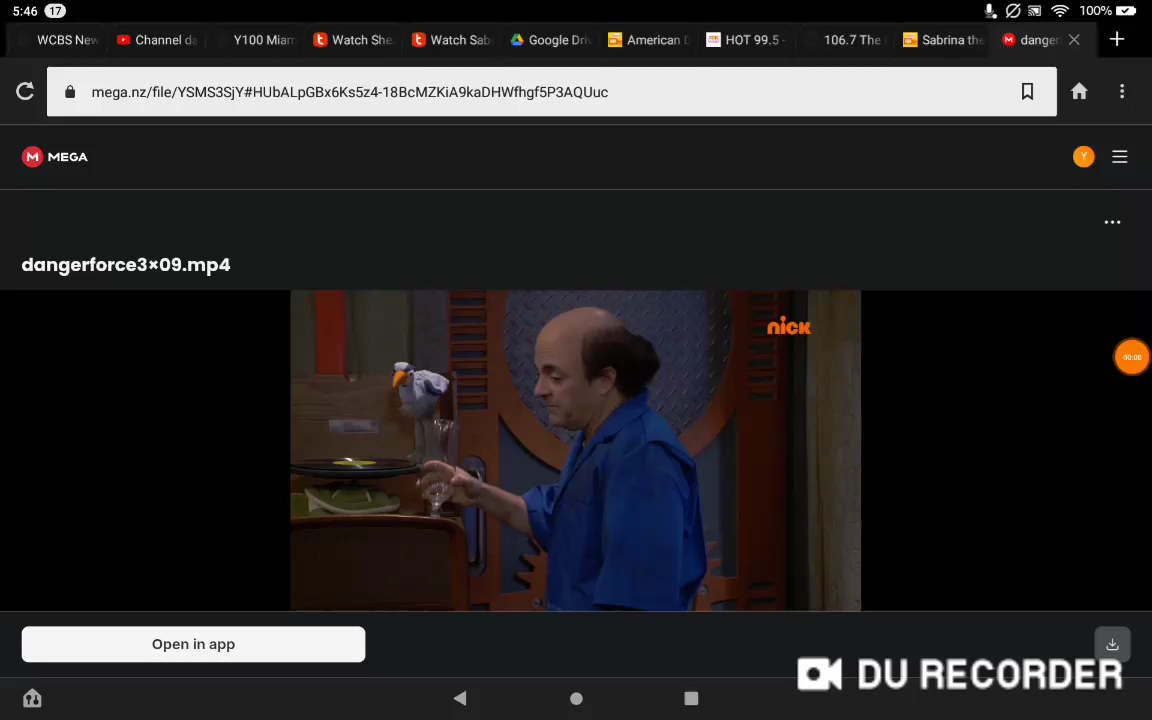 5:46 17 100%
WCBS New Channel da Y100 Miam Watch She Watch Sab Google Driv American D HOT 99.5 - 106.7 The Sabrina the danger
mega.nz/file/YSMS3SjY#HUbALpGBx6Ks5z4-18BcMZKiA9kaDHWfhgf5P3AQUuc
M MEGA Y
dangerforce3×09.mp4
nick
00:00
Open in app
DU RECORDER